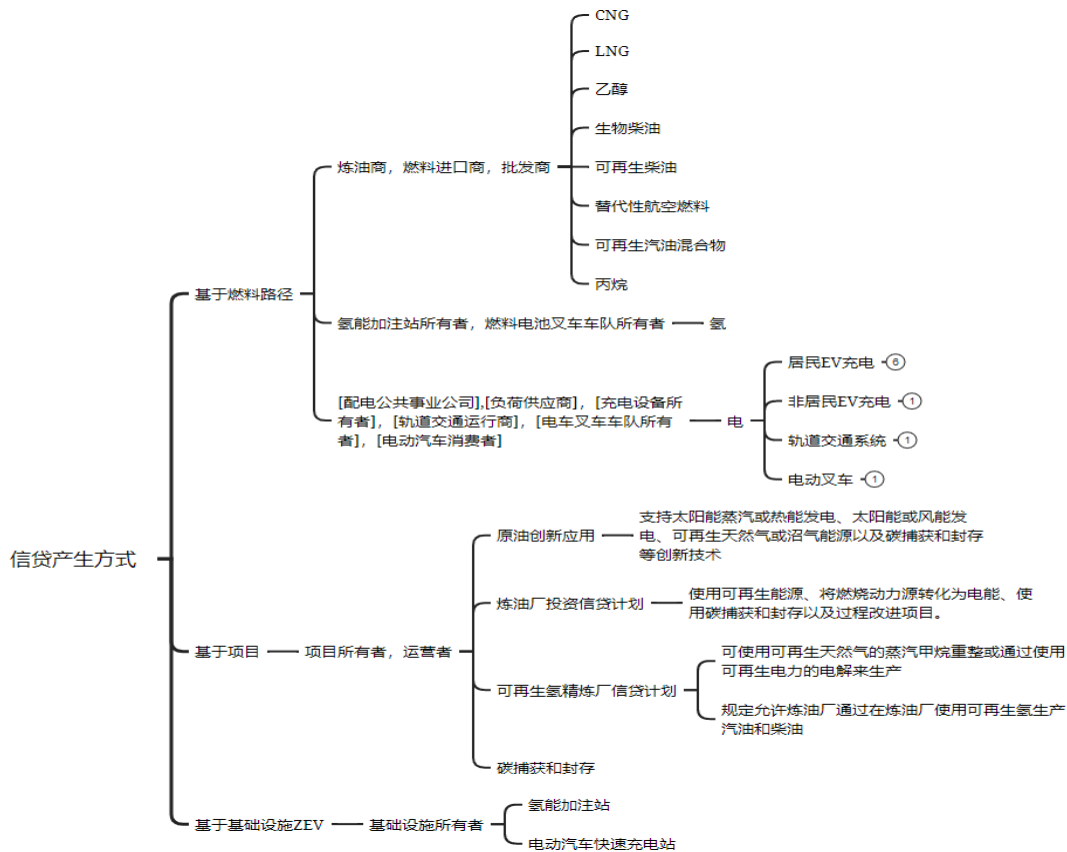 CNG
LNG
乙醇
生物柴油
炼油商，燃料进口商，批发商
可再生柴油
替代性航空燃料
可再生汽油混合物
丙烷
基于燃料路径
氢能加注站所有者，燃料电池叉车车队所有者
氢
[配电公共事业公司],[负荷供应商]，[充电设备所
有者]，[轨道交通运行商]，[电车叉车车队所有
者]，[电动汽车消费者]
电
居民EV充电 6
非居民EV充电 1
轨道交通系统 1
电动叉车 1
信贷产生方式
基于项目
项目所有者，运营者
原油创新应用
支持太阳能蒸汽或热能发电、太阳能或风能发
电、可再生天然气或沼气能源以及碳捕获和封存
等创新技术
炼油厂投资信贷计划
使用可再生能源、将燃烧动力源转化为电能、使
用碳捕获和封存以及过程改进项目。
可再生氢精炼厂信贷计划
可使用可再生天然气的蒸汽甲烷重整或通过使用
可再生电力的电解来生产
规定允许炼油厂通过在炼油厂使用可再生氢生产
汽油和柴油
碳捕获和封存
基于基础设施ZEV
基础设施所有者
氢能加注站
电动汽车快速充电站